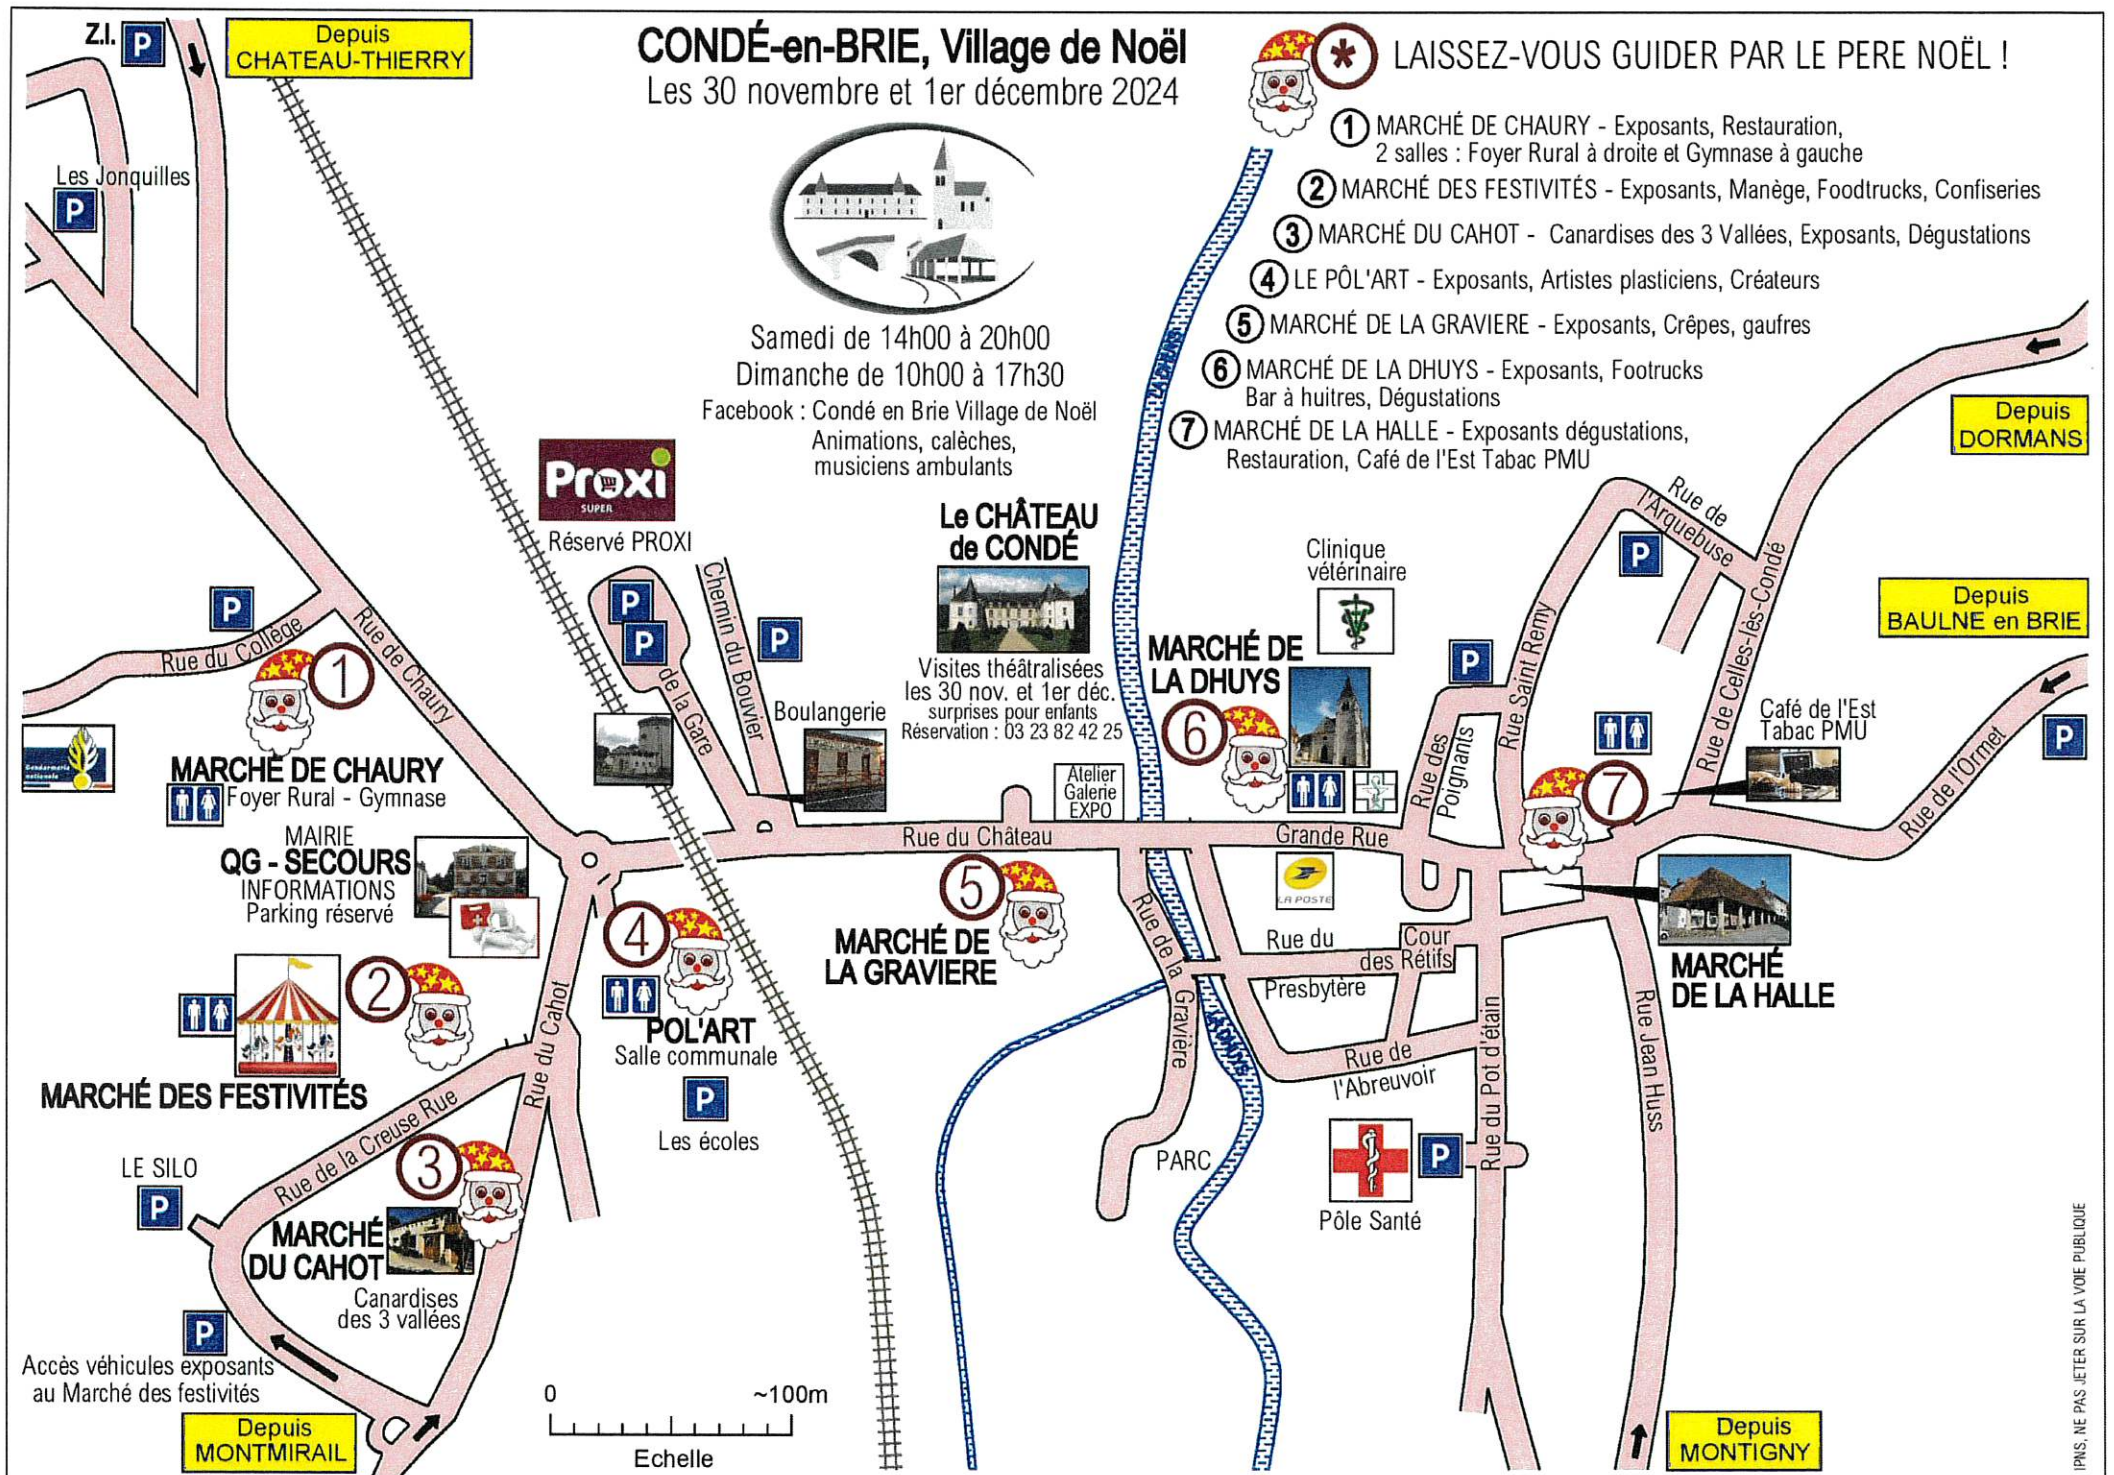 Z.I.
P
Depuis
CHATEAU-THIERRY
CONDÉ-en-BRIE, Village de Noël
Les 30 novembre et 1er décembre 2024
Samedi de 14h00 à 20h00
Dimanche de 10h00 à 17h30
Facebook : Condé en Brie Village de Noël
Animations, calèches,
musiciens ambulants
* LAISSEZ-VOUS GUIDER PAR LE PERE NOËL !
1 MARCHÉ DE CHAURY - Exposants, Restauration,
2 salles : Foyer Rural à droite et Gymnase à gauche
2 MARCHÉ DES FESTIVITÉS - Exposants, Manège, Foodtrucks, Confiseries
3 MARCHÉ DU CAHOT - Canardises des 3 Vallées, Exposants, Dégustations
4 LE PÔL'ART - Exposants, Artistes plasticiens, Créateurs
5 MARCHÉ DE LA GRAVIERE - Exposants, Crêpes, gaufres
6 MARCHÉ DE LA DHUYS - Exposants, Footrucks
Bar à huitres, Dégustations
7 MARCHÉ DE LA HALLE - Exposants dégustations,
Restauration, Café de l'Est Tabac PMU
LA DHUYS
Les Jonquilles
P
Depuis
DORMANS
Proxi
SUPER
Réservé PROXI
P
P
de la Gare
Chemin du Bouvier
P
Boulangerie
Le CHÂTEAU
de CONDÉ
Visites théâtralisées
les 30 nov. et 1er déc.
surprises pour enfants
Réservation : 03 23 82 42 25
Atelier
Galerie
EXPO
Clinique
vétérinaire
V
MARCHÉ DE
LA DHUYS
6
P
Rue des
Poignants
Rue Saint Remy
Rue de
l'Arquebuse
P
Rue de Celles-lès-Condé
Depuis
BAULNE en BRIE
P
Rue de l'Ormet
Café de l'Est
Tabac PMU
7
P
Rue du Collège
Rue de Chaury
1
Gendarmerie
nationale
MARCHÉ DE CHAURY
Foyer Rural - Gymnase
MAIRIE
QG - SECOURS
INFORMATIONS
Parking réservé
Rue du Château
Grande Rue
LA POSTE
5
MARCHÉ DE
LA GRAVIERE
4
POL'ART
Salle communale
P
Les écoles
2
MARCHÉ DES FESTIVITÉS
Rue du Cahot
Rue de la Creuse Rue
3
MARCHÉ
DU CAHOT
Canardises
des 3 vallées
LE SILO
P
P
Accès véhicules exposants
au Marché des festivités
Depuis
MONTMIRAIL
0 ~100m
Echelle
Rue de la Gravière
LA DHUYS
PARC
Rue du
Presbytère
Cour
des Rétifs
Rue de
l'Abreuvoir
Rue du Pot d'étain
Rue Jean Huss
MARCHÉ
DE LA HALLE
P
Pôle Santé
Depuis
MONTIGNY
IPNS, NE PAS JETER SUR LA VOIE PUBLIQUE